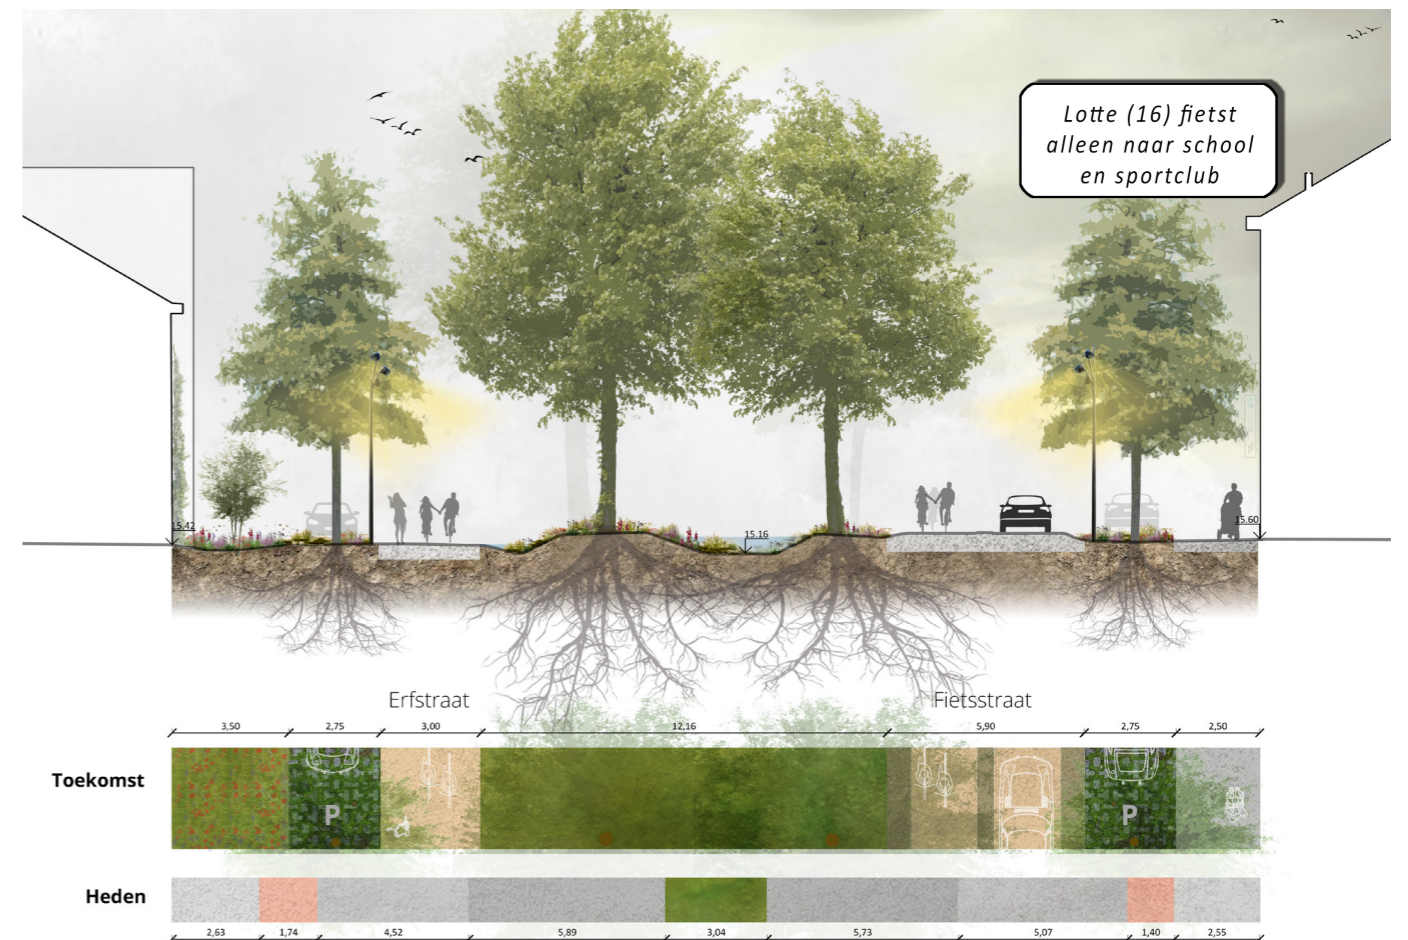 Lotte (16) fietst
alleen naar school
en sportclub
15.42
15.16
15.60
Erfstraat
Fietsstraat
3,50 2,75 3,00 12,16 5,90 2,75 2,50
Toekomst
P P
Heden
2,63 1,74 4,52 5,89 3,04 5,73 5,07 1,40 2,55